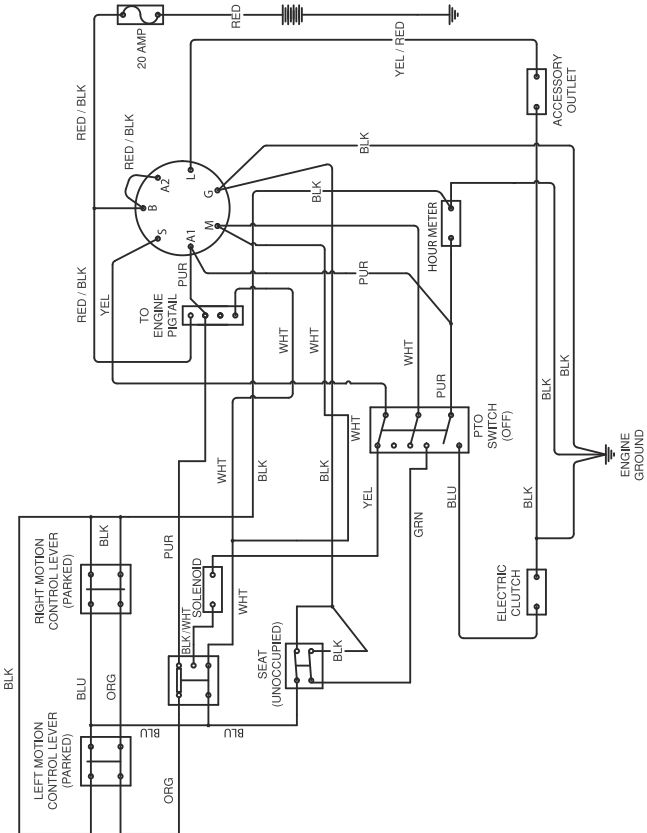 RED
20 AMP
YEL / RED
ACCESSORY
OUTLET
RED / BLK
RED / BLK
BLK
A2
L
B
G
BLK
S
M
A1
HOUR METER
PUR
PUR
RED / BLK
YEL
TO
ENGINE
PIGTAIL
WHT
WHT
WHT
PUR
BLK
BLK
PTO
SWITCH
(OFF)
WHT
ENGINE
GROUND
WHT
BLK
BLK
YEL
GRN
BLU
BLK
RIGHT MOTION
CONTROL LEVER
(PARKED)
BLK
PUR
SOLENOID
WHT
ELECTRIC
CLUTCH
BLK/WHT
SEAT
(UNOCCUPIED)
BLK
BLK
BLU
ORG
BLU
BLU
LEFT MOTION
CONTROL LEVER
(PARKED)
ORG